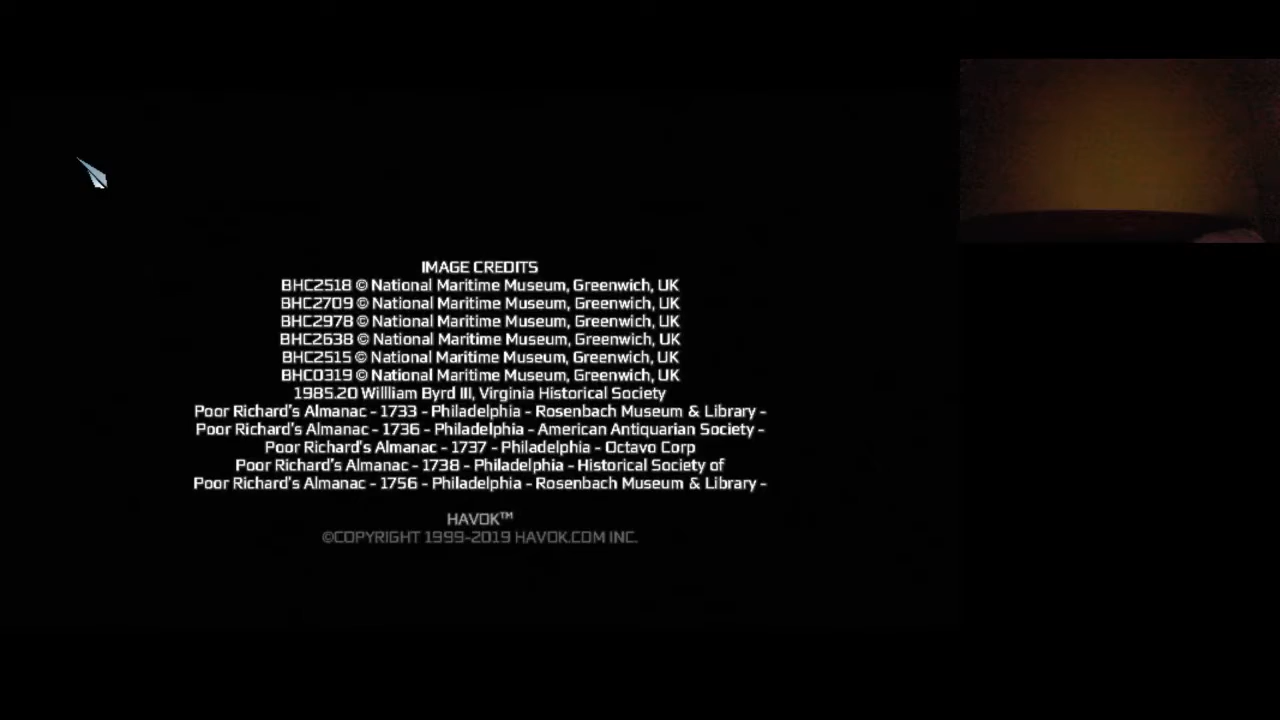 IMAGE CREDITS
BHC2518 © National Maritime Museum, Greenwich, UK
BHC2709 © National Maritime Museum, Greenwich, UK
BHC2978 © National Maritime Museum, Greenwich, UK
BHC2638 © National Maritime Museum, Greenwich, UK
BHC2515 © National Maritime Museum, Greenwich, UK
BHC0319 © National Maritime Museum, Greenwich, UK
1985.20 Willliam Byrd III, Virginia Historical Society
Poor Richard's Almanac - 1733 - Philadelphia - Rosenbach Museum & Library -
Poor Richard's Almanac - 1736 - Philadelphia - American Antiquarian Society -
Poor Richard's Almanac - 1737 - Philadelphia - Octavo Corp
Poor Richard's Almanac - 1738 - Philadelphia - Historical Society of
Poor Richard's Almanac - 1756 - Philadelphia - Rosenbach Museum & Library -
HAVOK™
©COPYRIGHT 1999-2019 HAVOK.COM INC.